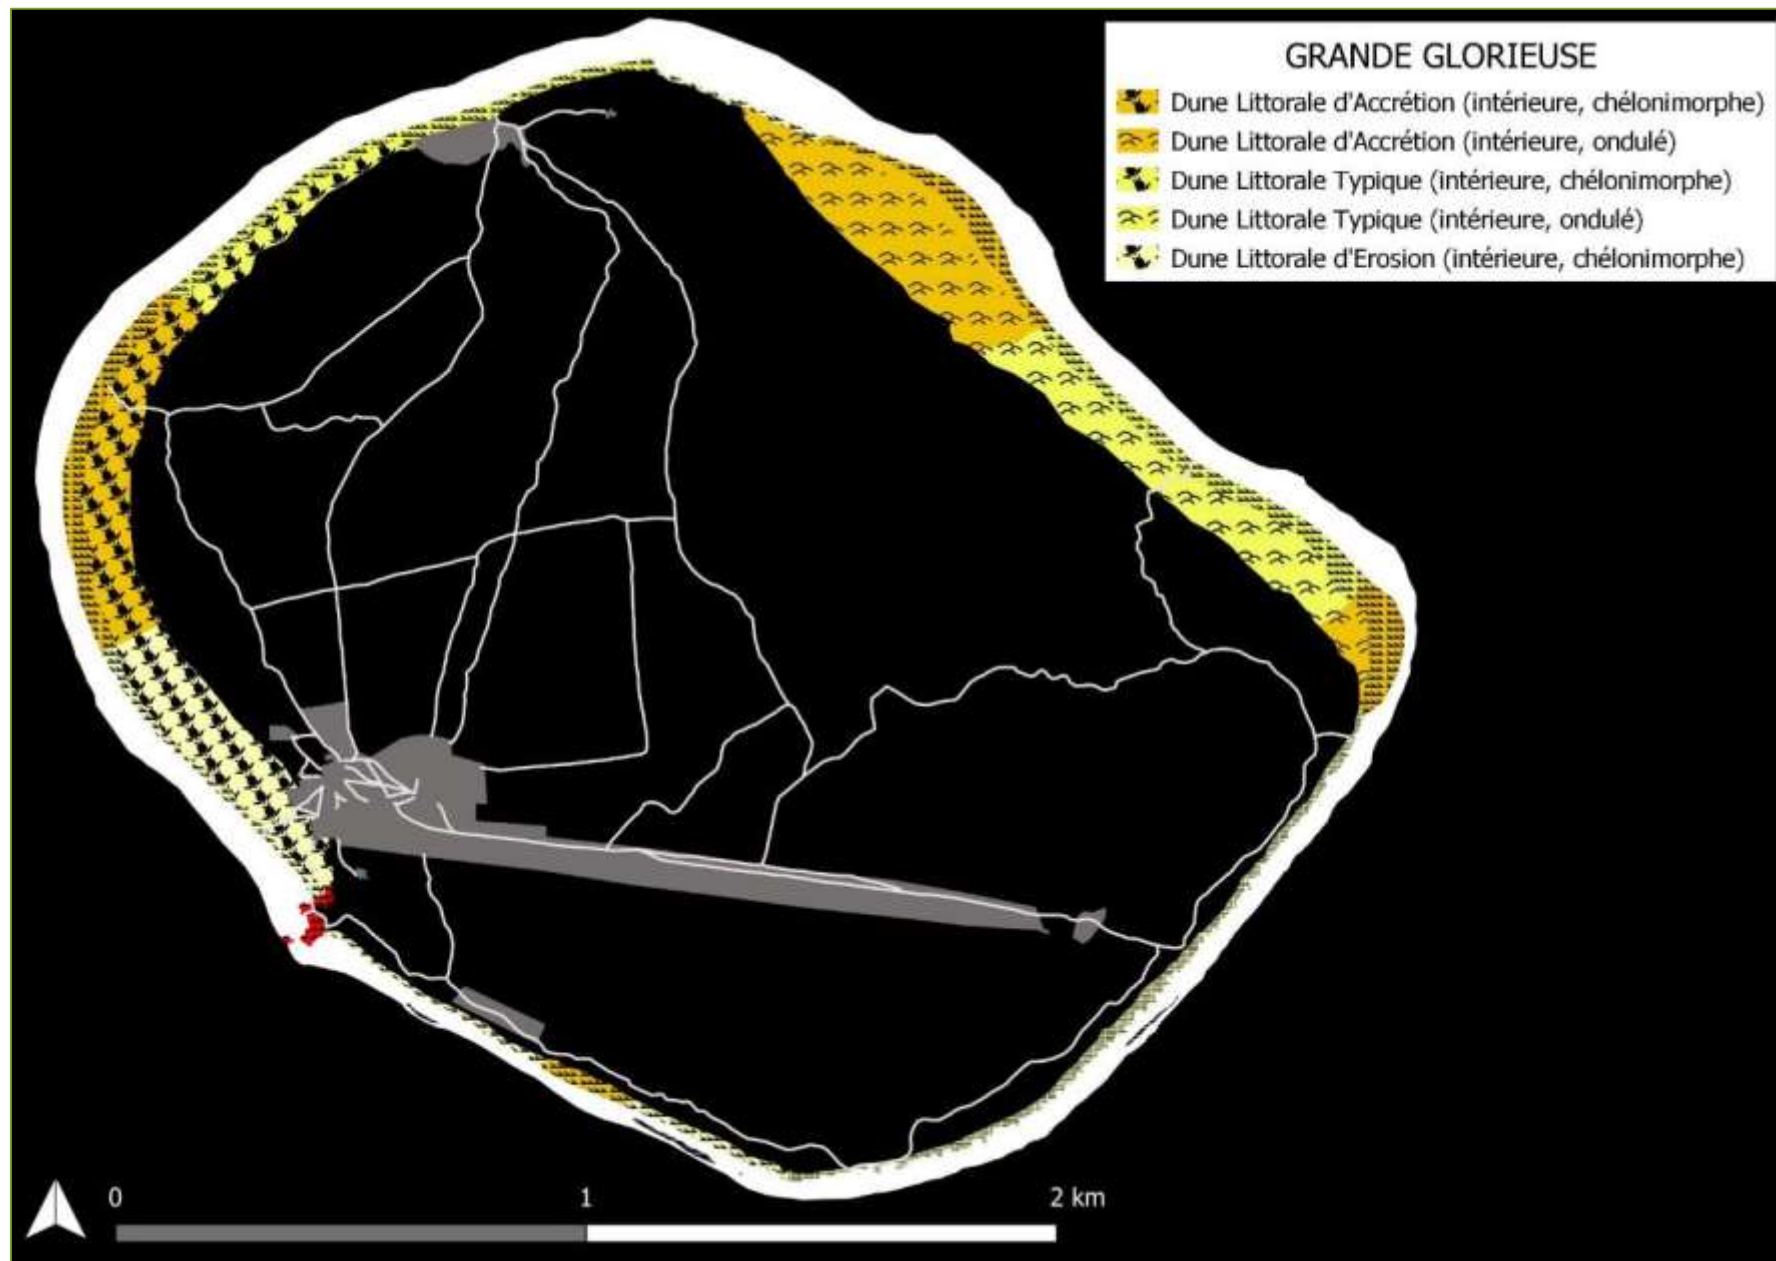 GRANDE GLORIEUSE
Dune Littorale d'Accrétion (intérieure, chélonimorphe)
Dune Littorale d'Accrétion (intérieure, ondulé)
Dune Littorale Typique (intérieure, chélonimorphe)
Dune Littorale Typique (intérieure, ondulé)
Dune Littorale d'Erosion (intérieure, chélonimorphe)
0 1 2 km